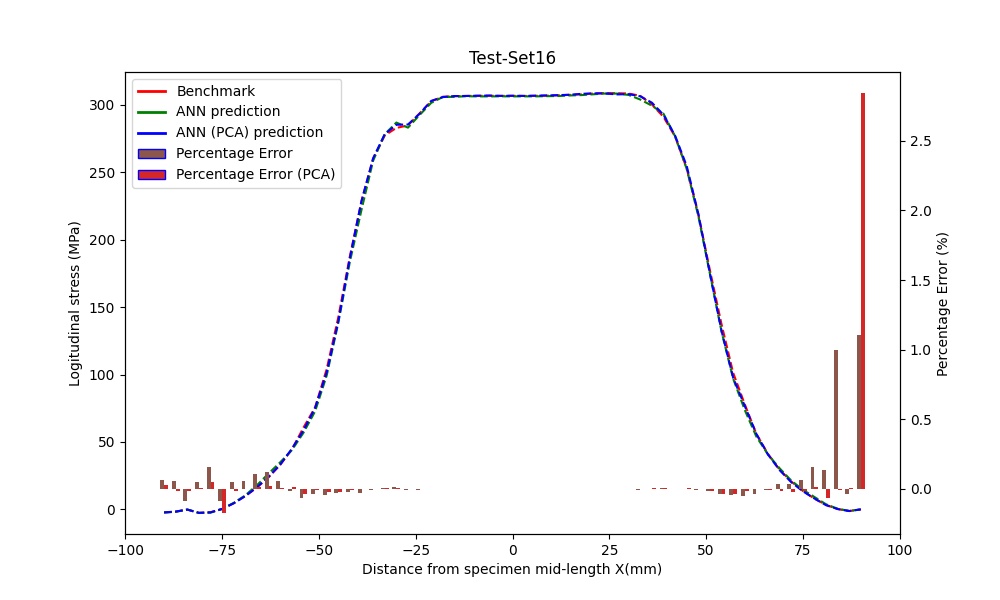 Test-Set16
Benchmark
ANN prediction
ANN (PCA) prediction
Percentage Error
Percentage Error (PCA)
Logitudinal stress (MPa)
300
250
200
150
100
50
0
2.5
2.0
1.5
1.0
0.5
0.0
Percentage Error (%)
−100 −75 −50 −25 0 25 50 75 100
Distance from specimen mid-length X(mm)